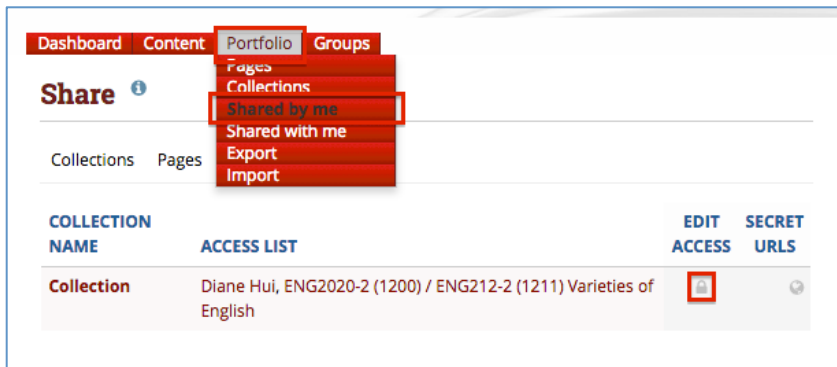 Dashboard Content Portfolio Groups
Pages
Share
Collections
Shared by me
Shared with me
Collections Pages
Export
Import
COLLECTION NAME
ACCESS LIST
EDIT ACCESS
SECRET URLS
Collection
Diane Hui, ENG2020-2 (1200) / ENG212-2 (1211) Varieties of
English